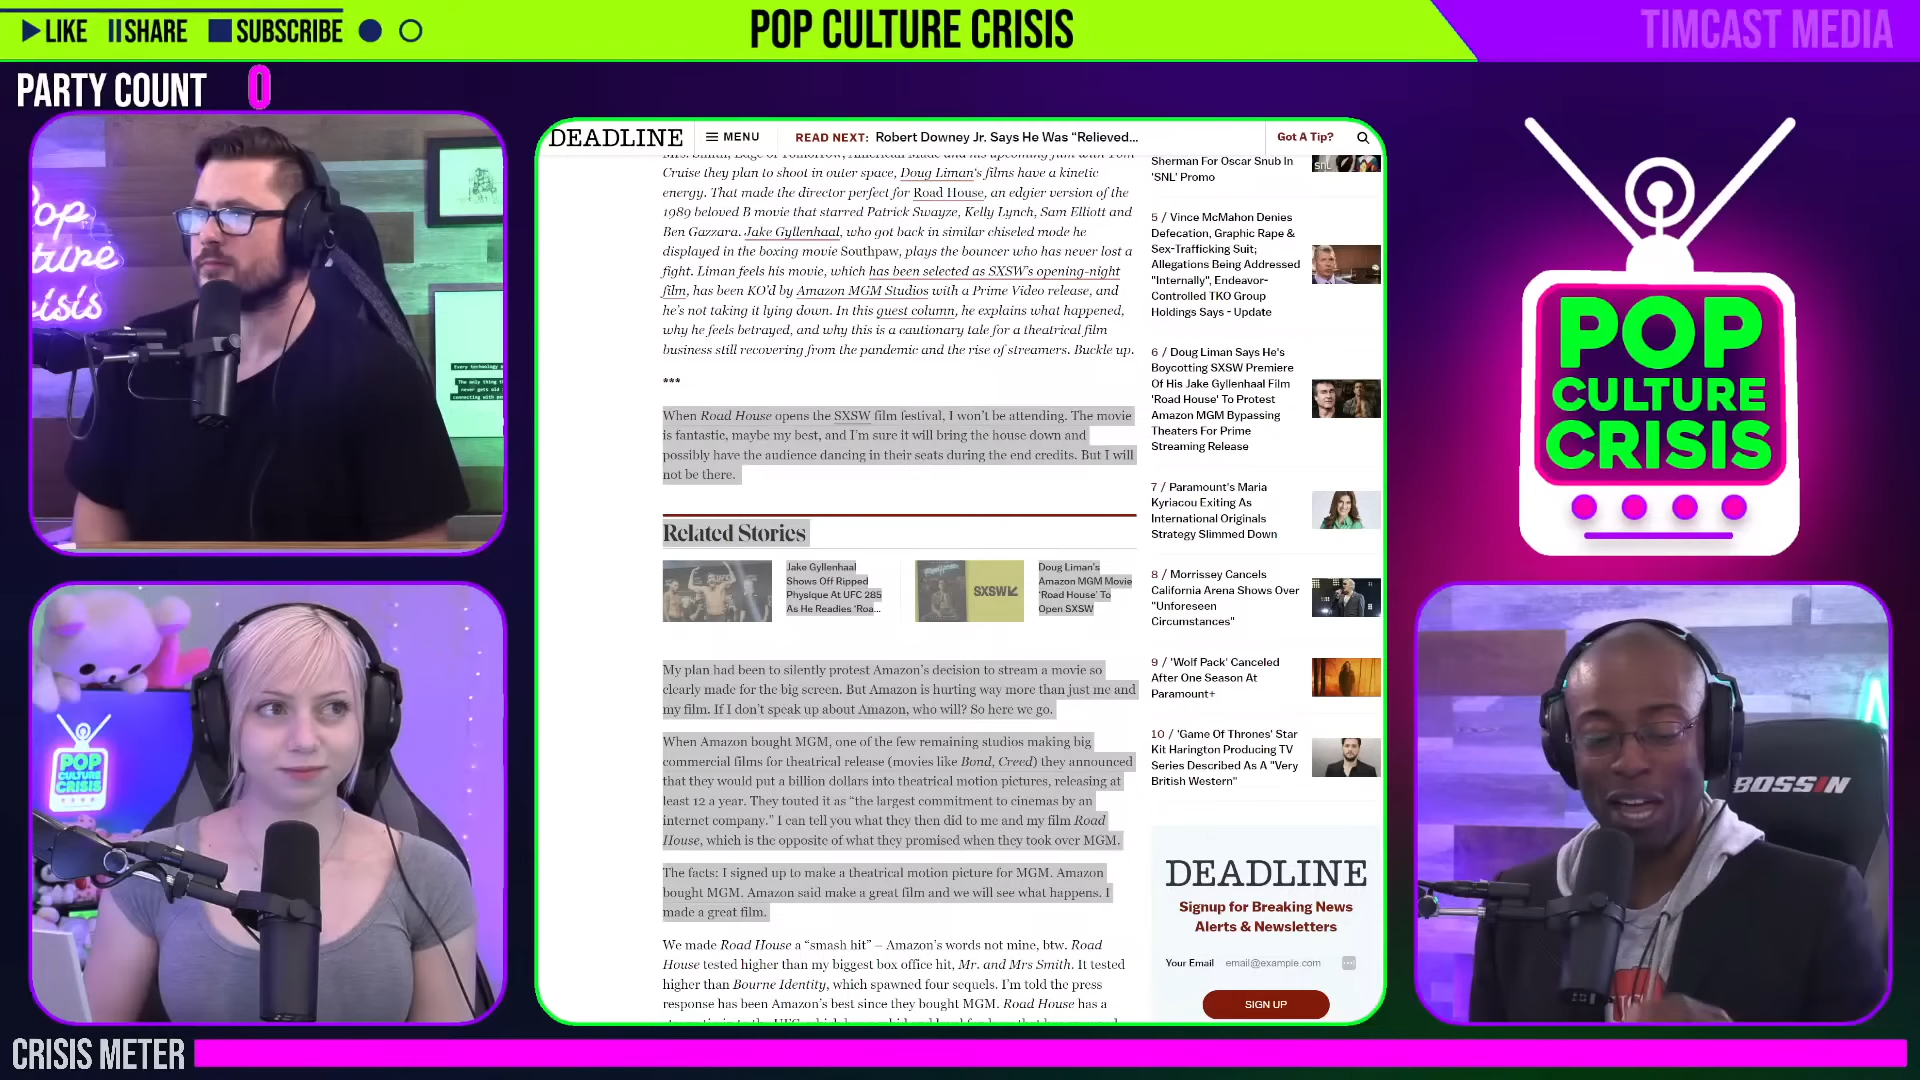 LIKE SHARE SUBSCRIBE
POP CULTURE CRISIS
TIMCAST MEDIA
PARTY COUNT 0
Pop
Culture
Crisis
DEADLINE
MENU
READ NEXT: Robert Downey Jr. Says He Was “Relieved...
Got A Tip?
Mrs. Smith, Edge of Tomorrow, American Made and his upcoming film with Tom
Cruise they plan to shoot in outer space, Doug Liman‘s films have a kinetic
energy. That made the director perfect for Road House, an edgier version of the
1989 beloved B movie that starred Patrick Swayze, Kelly Lynch, Sam Elliott and
Ben Gazzara. Jake Gyllenhaal, who got back in similar chiseled mode he
displayed in the boxing movie Southpaw, plays the bouncer who has never lost a
fight. Liman feels his movie, which has been selected as SXSW’s opening-night
film, has been KO’d by Amazon MGM Studios with a Prime Video release, and
he’s not taking it lying down. In this guest column, he explains what happened,
why he feels betrayed, and why this is a cautionary tale for a theatrical film
business still recovering from the pandemic and the rise of streamers. Buckle up.
***
When Road House opens the SXSW film festival, I won’t be attending. The movie
is fantastic, maybe my best, and I’m sure it will bring the house down and
possibly have the audience dancing in their seats during the end credits. But I will
not be there.
Related Stories
Jake Gyllenhaal
Shows Off Ripped
Physique At UFC 285
As He Readies ‘Roa...
SXSW
Doug Liman’s
Amazon MGM Movie
‘Road House’ To
Open SXSW
My plan had been to silently protest Amazon’s decision to stream a movie so
clearly made for the big screen. But Amazon is hurting way more than just me and
my film. If I don’t speak up about Amazon, who will? So here we go.
When Amazon bought MGM, one of the few remaining studios making big
commercial films for theatrical release (movies like Bond, Creed) they announced
that they would put a billion dollars into theatrical motion pictures, releasing at
least 12 a year. They touted it as “the largest commitment to cinemas by an
internet company.” I can tell you what they then did to me and my film Road
House, which is the opposite of what they promised when they took over MGM.
The facts: I signed up to make a theatrical motion picture for MGM. Amazon
bought MGM. Amazon said make a great film and we will see what happens. I
made a great film.
We made Road House a “smash hit” – Amazon’s words not mine, btw. Road
House tested higher than my biggest box office hit, Mr. and Mrs Smith. It tested
higher than Bourne Identity, which spawned four sequels. I’m told the press
response has been Amazon’s best since they bought MGM. Road House has a
Sherman For Oscar Snub In
'SNL' Promo
snl
5 / Vince McMahon Denies
Defecation, Graphic Rape &
Sex-Trafficking Suit;
Allegations Being Addressed
"Internally", Endeavor-
Controlled TKO Group
Holdings Says - Update
6 / Doug Liman Says He's
Boycotting SXSW Premiere
Of His Jake Gyllenhaal Film
'Road House' To Protest
Amazon MGM Bypassing
Theaters For Prime
Streaming Release
7 / Paramount's Maria
Kyriacou Exiting As
International Originals
Strategy Slimmed Down
8 / Morrissey Cancels
California Arena Shows Over
"Unforeseen
Circumstances"
9 / 'Wolf Pack' Canceled
After One Season At
Paramount+
10 / 'Game Of Thrones' Star
Kit Harington Producing TV
Series Described As A "Very
British Western"
DEADLINE
Signup for Breaking News
Alerts & Newsletters
Your Email email@example.com
SIGN UP
POP
CULTURE
CRISIS
POP
CULTURE
CRISIS
BOSSIN
CRISIS METER